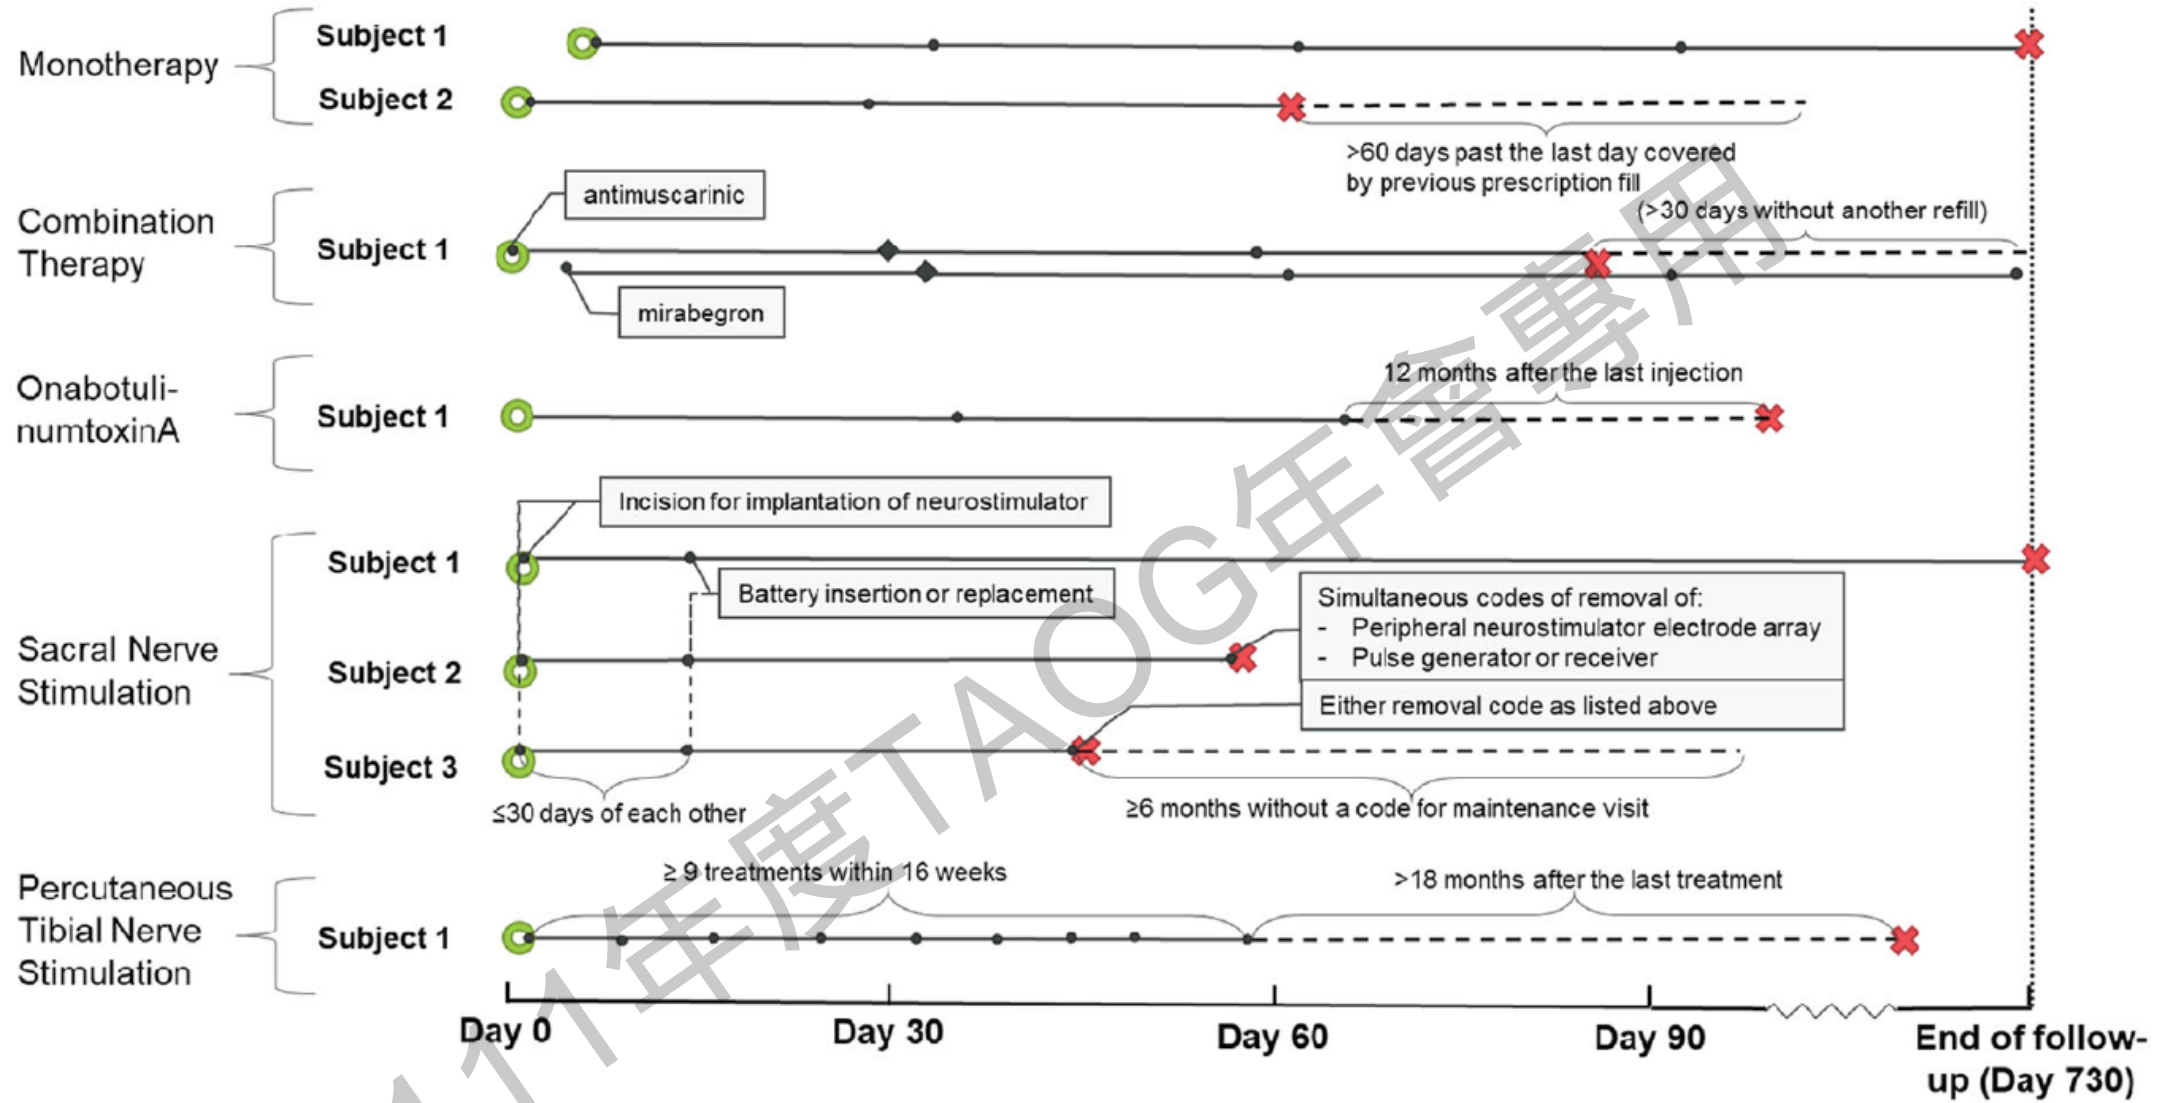 Monotherapy
Subject 1
Subject 2
>60 days past the last day covered
by previous prescription fill
Combination
Therapy
antimuscarinic
Subject 1
(>30 days without another refill)
mirabegron
Onabotuli-
numtoxinA
Subject 1
12 months after the last injection
Sacral Nerve
Stimulation
Incision for implantation of neurostimulator
Subject 1
Battery insertion or replacement
Simultaneous codes of removal of:
- Peripheral neurostimulator electrode array
- Pulse generator or receiver
Subject 2
Either removal code as listed above
Subject 3
≤30 days of each other
≥6 months without a code for maintenance visit
Percutaneous
Tibial Nerve
Stimulation
≥ 9 treatments within 16 weeks
>18 months after the last treatment
Subject 1
Day 0
Day 30
Day 60
Day 90
End of follow-
up (Day 730)
111年度TAOG年會專用